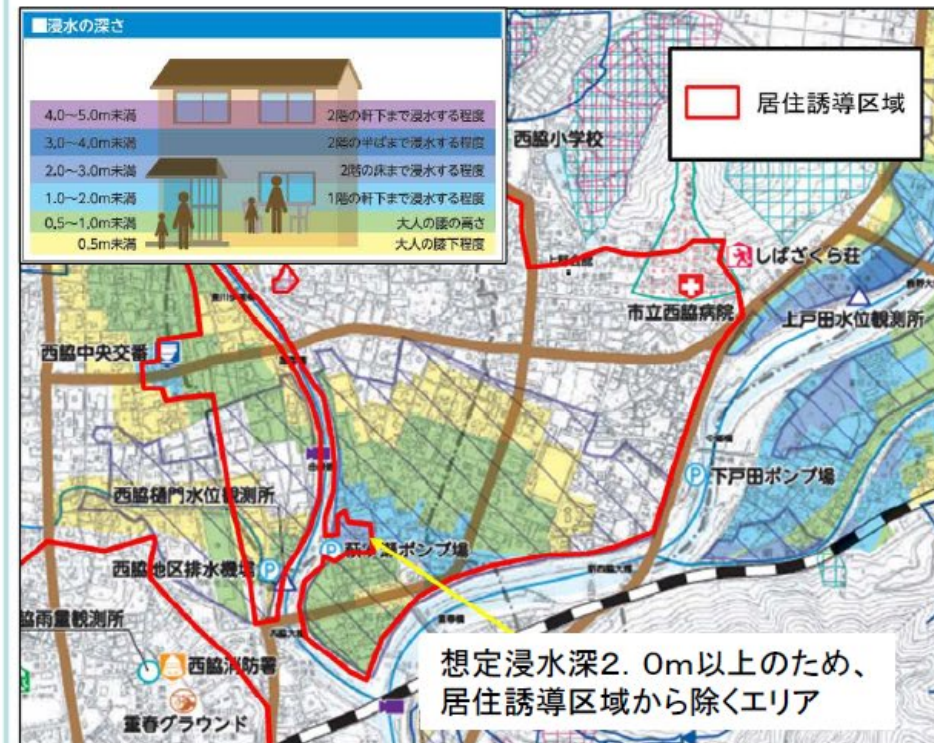 ■浸水の深さ
4.0〜5.0m未満 2階の軒下まで浸水する程度
3.0〜4.0m未満 2階の半ばまで浸水する程度
2.0〜3.0m未満 2階の床まで浸水する程度
1.0〜2.0m未満 1階の軒下まで浸水する程度
0.5〜1.0m未満 大人の腰の高さ
0.5m未満 大人の膝下程度
居住誘導区域
西脇小学校
しばざくら荘
市立西脇病院
上戸田水位観測所
西脇中央交番
下戸田ポンプ場
西脇樋門水位観測所
ポンプ場
西脇地区排水機場
脇雨量観測所
西脇消防署
重春グラウンド
想定浸水深2.0m以上のため、
居住誘導区域から除くエリア